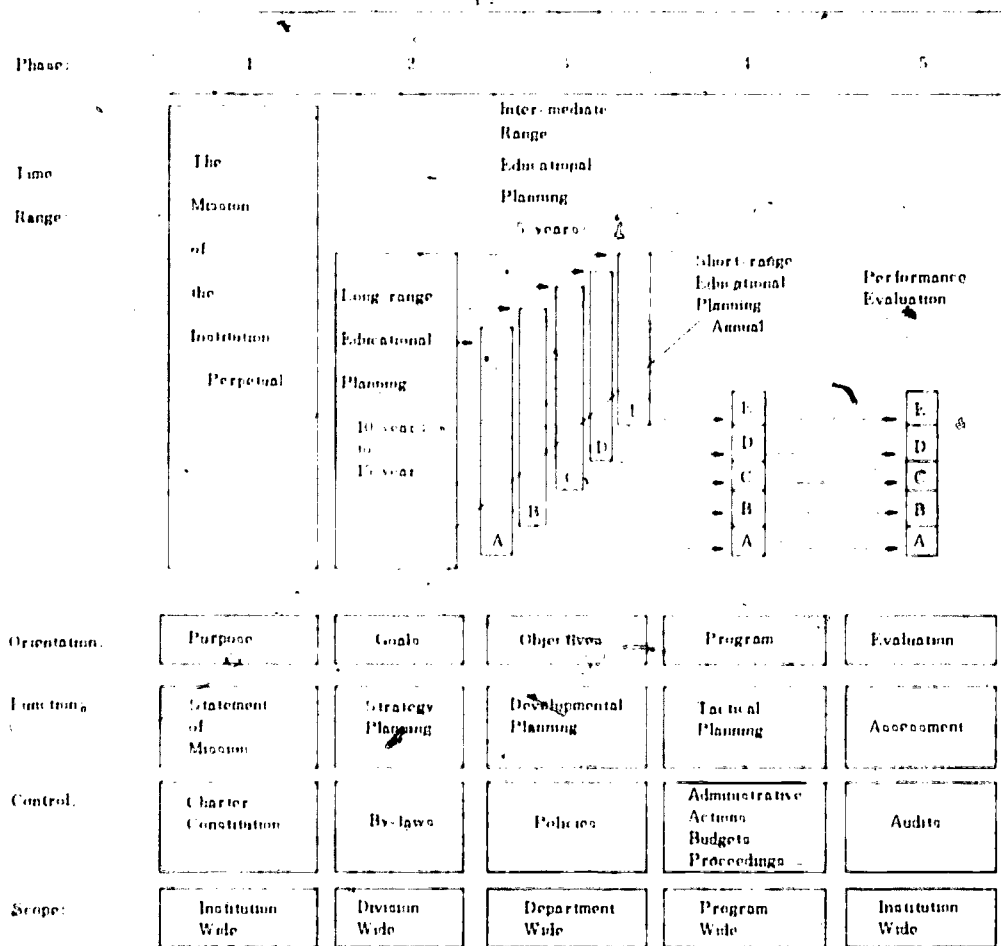 Phase: 1 2 3 4 5
Time
Range
The
Mission
of
the
Institution
Perpetual
Long range
Educational
Planning
10 years
to
15 year
Inter-mediate
Range
Educational
Planning
5 years
A
B
C
D
Short-range
Educational
Planning
Annual
E
D
C
B
A
Performance
Evaluation
E
D
C
B
A
Orientation. Purpose Goals Objectives Program Evaluation
Function. Statement
of
Mission
Strategy
Planning
Developmental
Planning
Tactical
Planning
Assessment
Control. Charter
Constitution
By-laws
Policies
Administrative
Actions
Budgets
Proceedings
Audits
Scope: Institution
Wide
Division
Wide
Department
Wide
Program
Wide
Institution
Wide